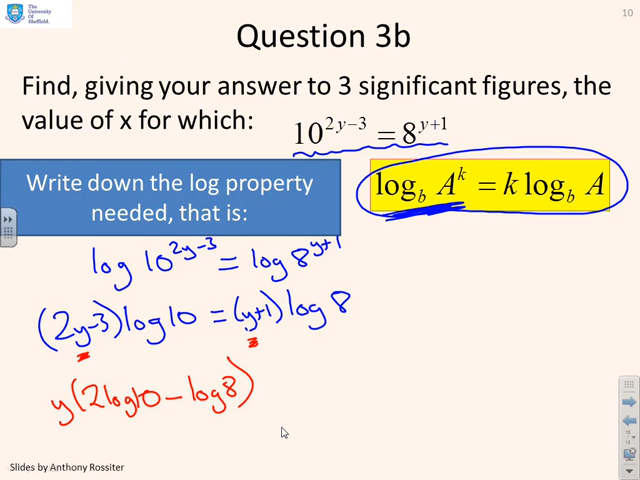 The University Of Sheffield.
10
Question 3b
Find, giving your answer to 3 significant figures, the
value of x for which:
10^{2y−3} = 8^{y+1}
Write down the log property
needed, that is:
log_b A^k = k log_b A
log 10^{2y−3} = log 8^{y+1}
(2y−3) log 10 = (y+1) log 8
y(2log10 − log8)
Slides by Anthony Rossiter